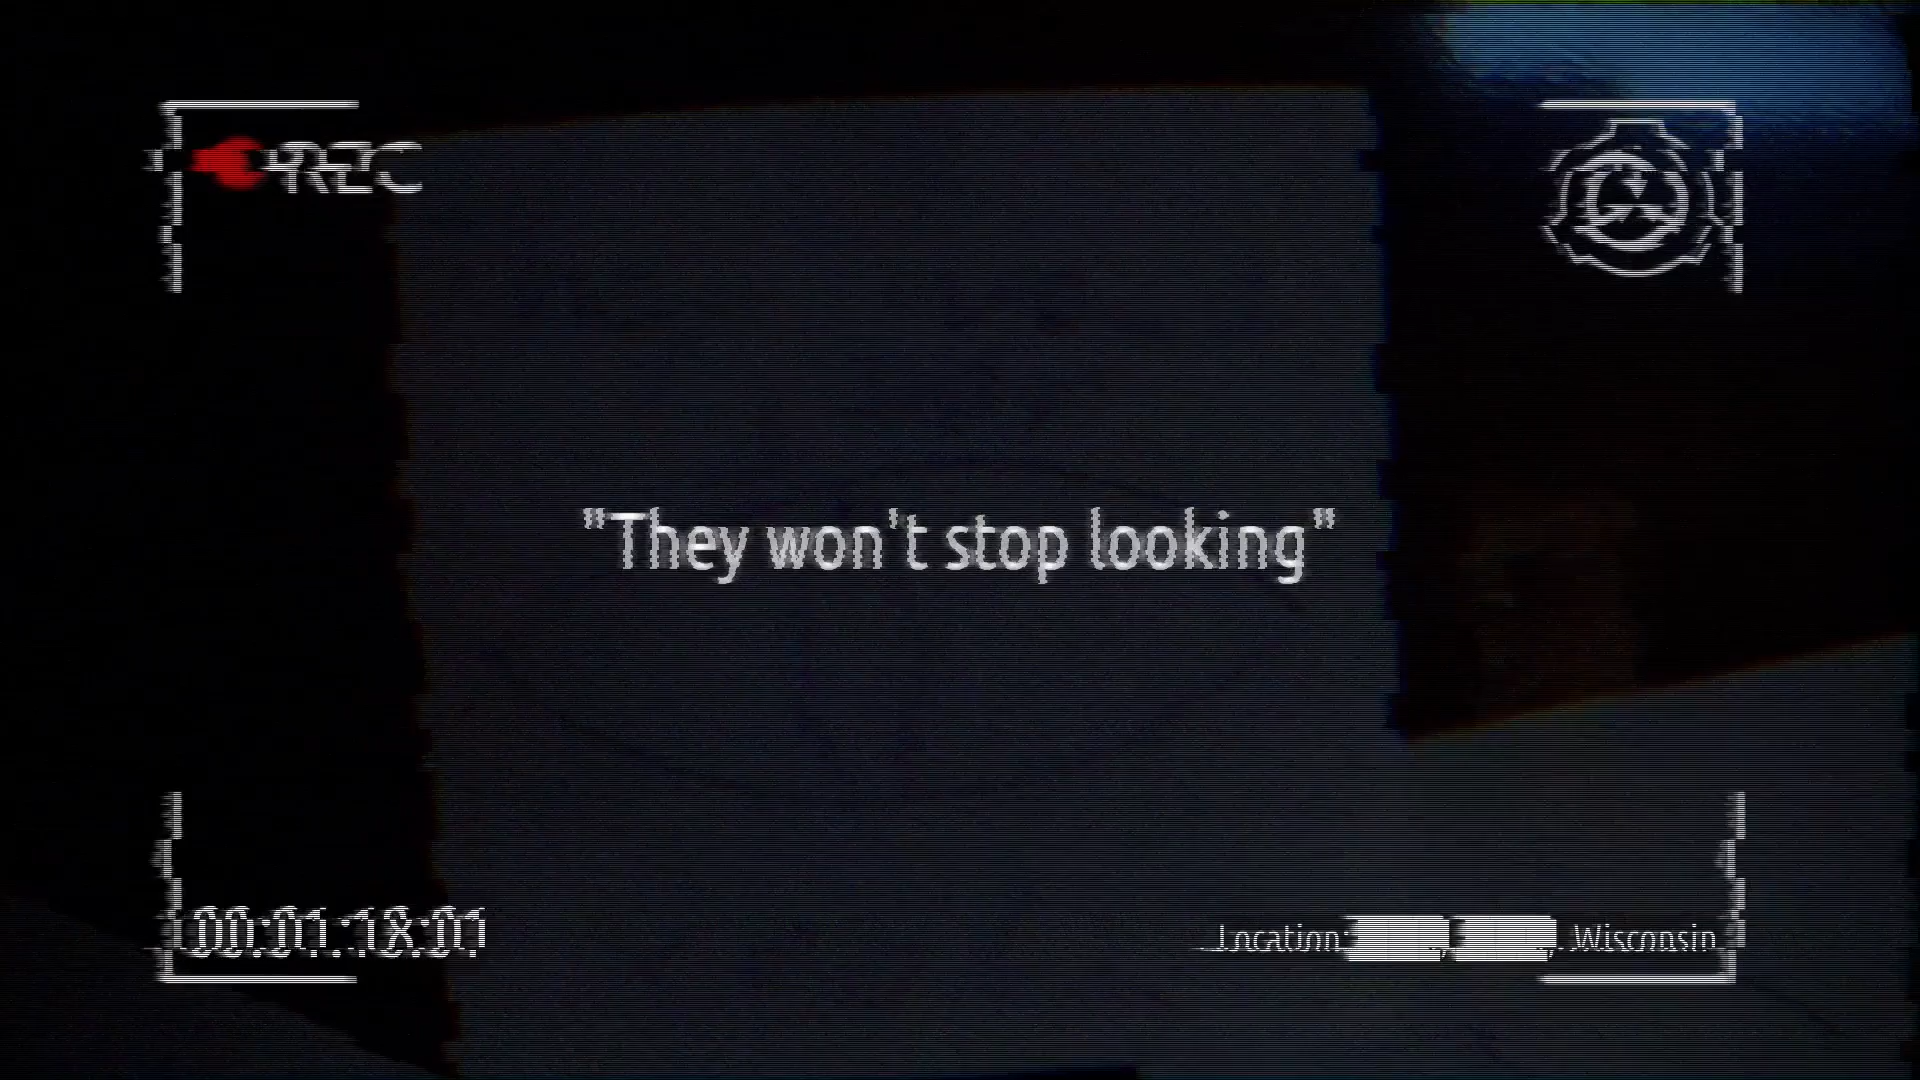 REC
"They won't stop looking"
00:01:18:01
Location: , , Wisconsin